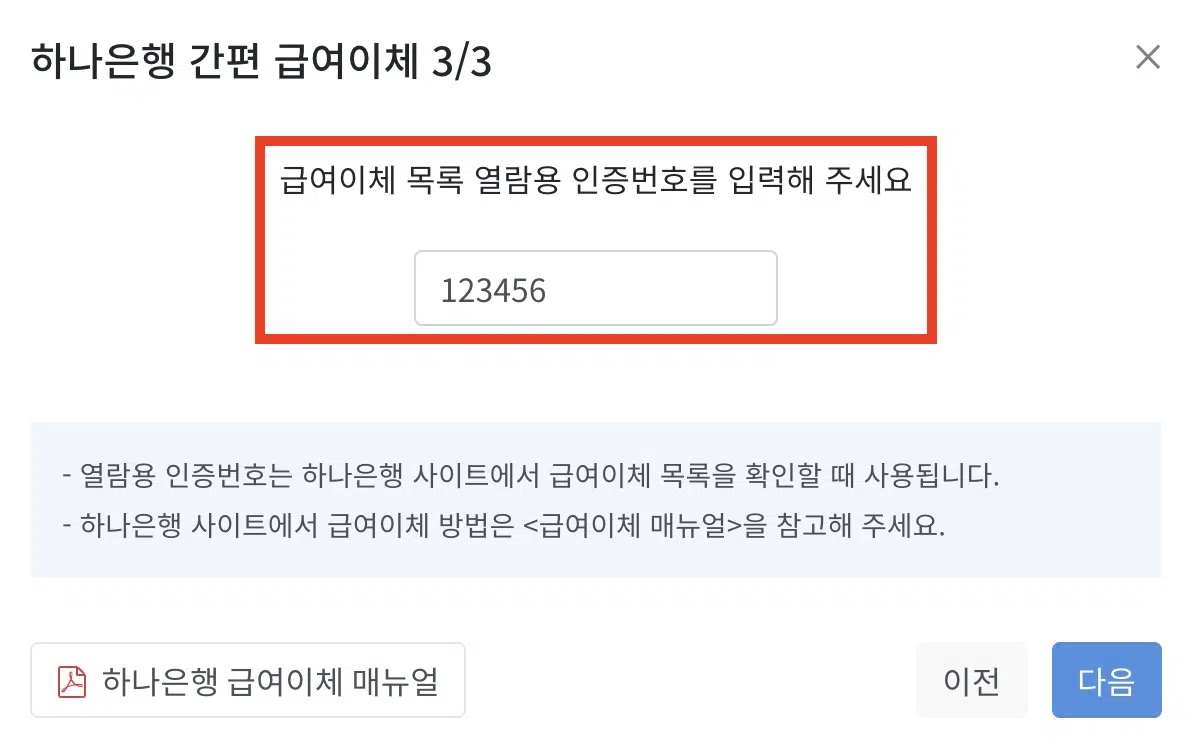 하나은행 간편 급여이체 3/3
급여이체 목록 열람용 인증번호를 입력해 주세요
123456
- 열람용 인증번호는 하나은행 사이트에서 급여이체 목록을 확인할 때 사용됩니다.
- 하나은행 사이트에서 급여이체 방법은 <급여이체 매뉴얼>을 참고해 주세요.
하나은행 급여이체 매뉴얼
이전
다음